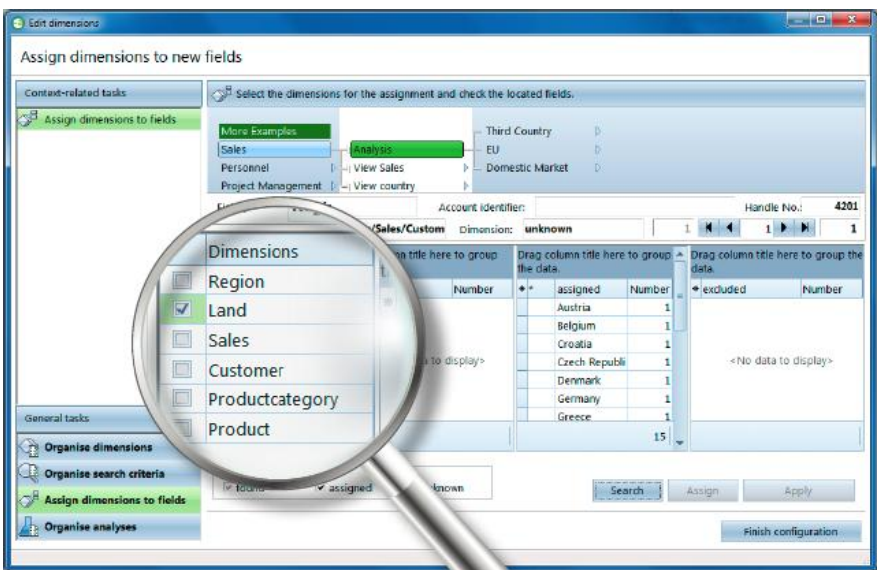 Edit dimensions
Assign dimensions to new fields
Context-related tasks
Assign dimensions to fields
Select the dimensions for the assignment and check the located fields.
More Examples
Sales
Personnel
Project Management
Analysis
View Sales
View country
Third Country
EU
Domestic Market
Account identifier:
Handle No.: 4201
/Sales/Custom Dimension: unknown 1 1 1
Dimensions
Region
Land
Sales
Customer
Productcategory
Product
title here to group
Number
to display>
Drag column title here to group the data.
assigned Number
Austria 1
Belgium 1
Croatia 1
Czech Republi 1
Denmark 1
Germany 1
Greece 1
15
Drag column title here to group the data.
excluded Number
<No data to display>
General tasks
Organise dimensions
Organise search criteria
Assign dimensions to fields
Organise analyses
found assigned
Search Assign Apply
Finish configuration